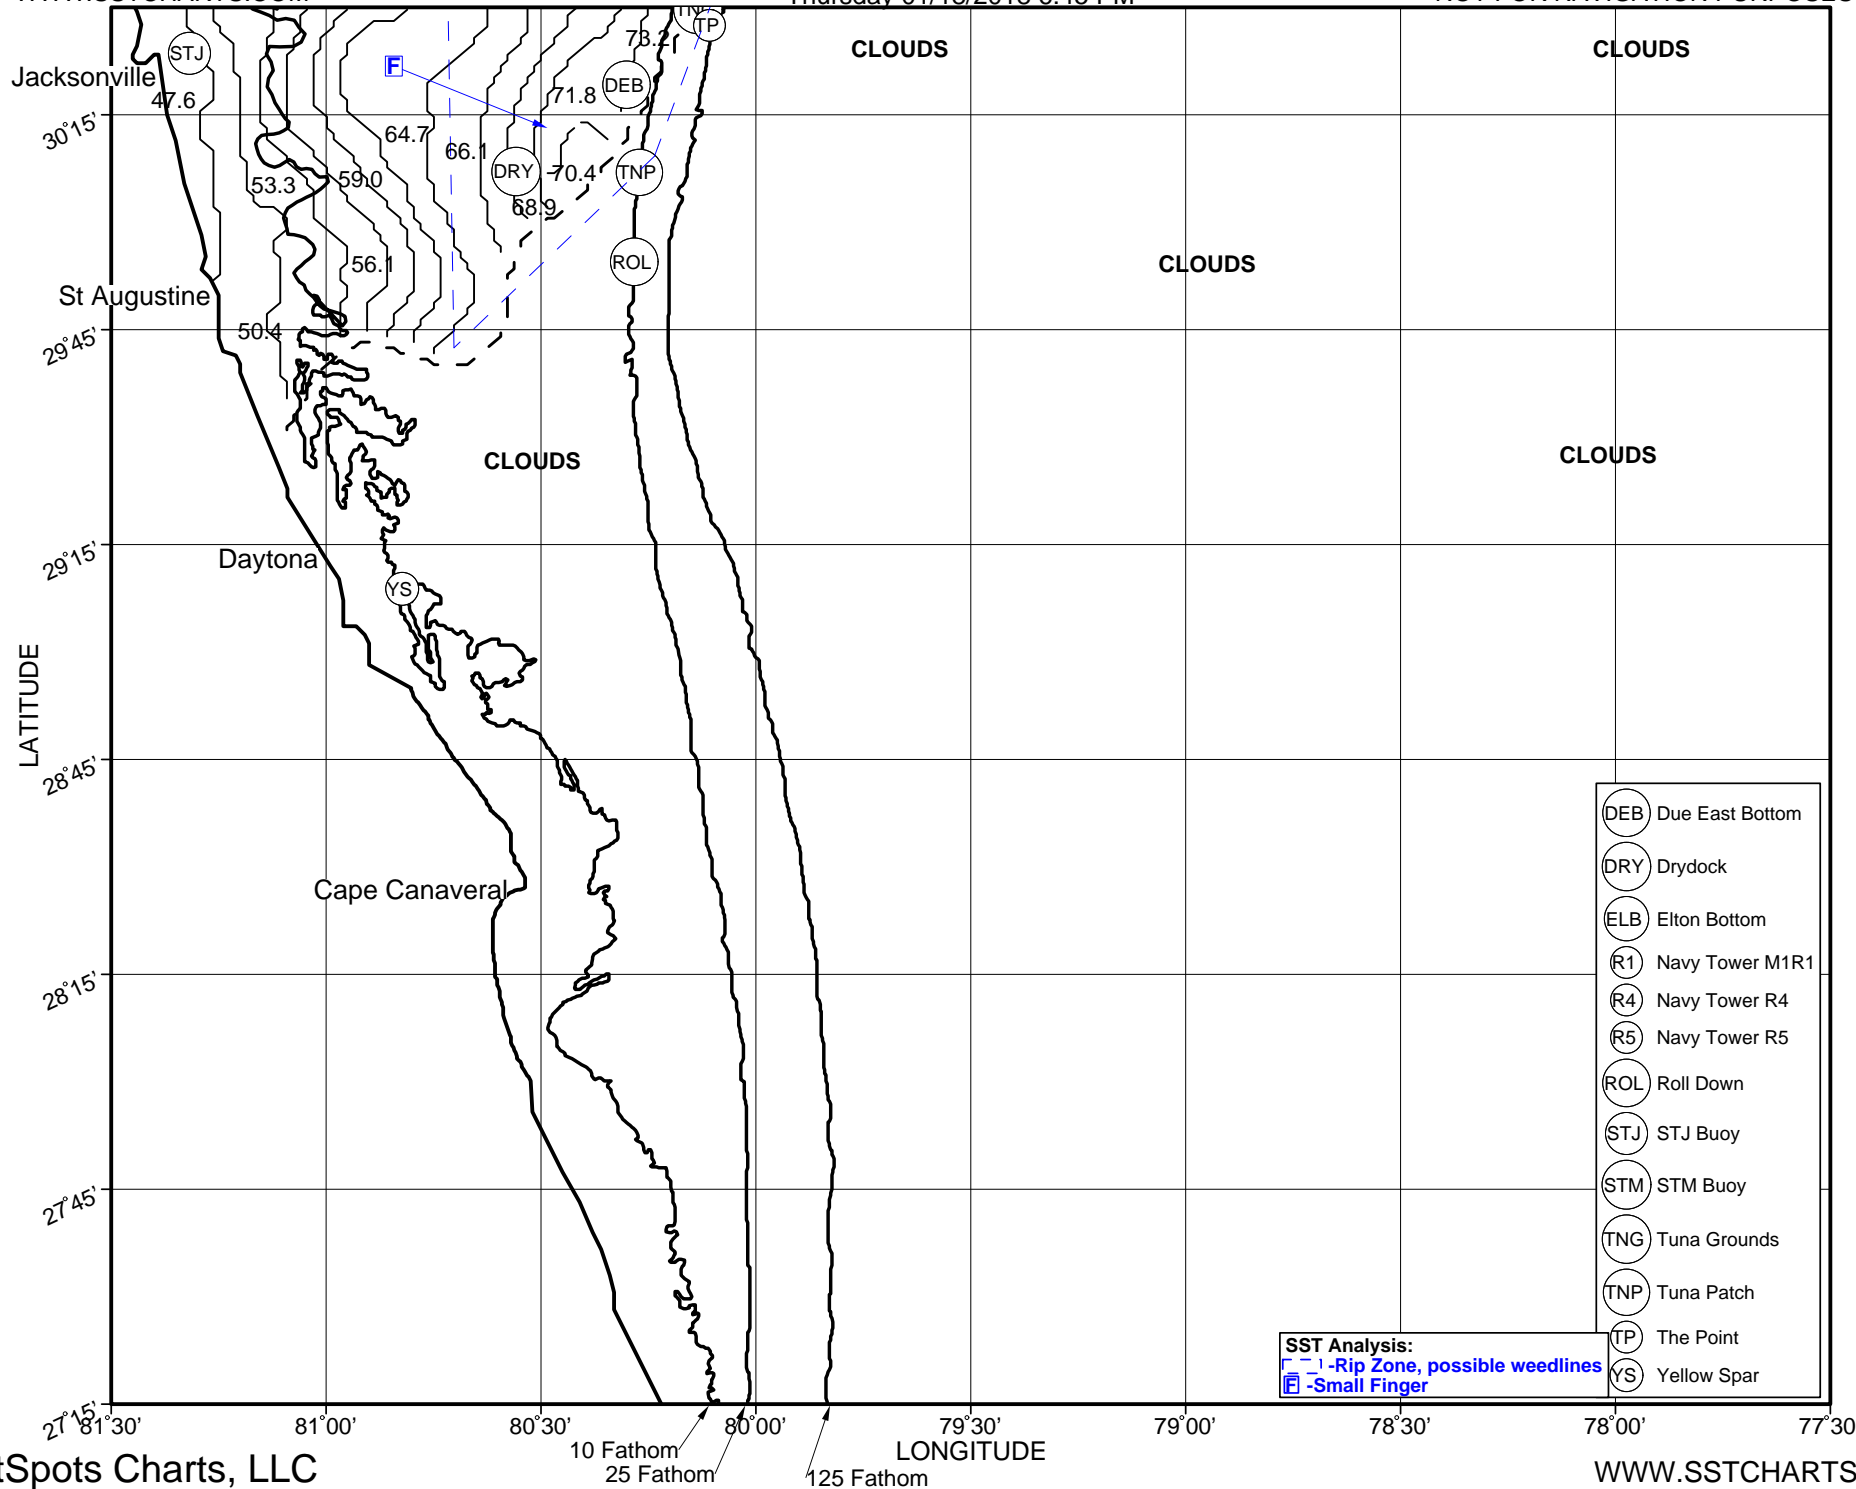 CLOUDS
CLOUDS
TP
73.2
STJ
F
Jacksonville
DEB
47.6
71.8
30°15'
64.7
66.1
DRY
70.4
TNP
53.3
59.0
68.9
56.1
ROL
CLOUDS
St Augustine
50.4
29°45'
CLOUDS
CLOUDS
29°15'
Daytona
YS
LATITUDE
28°45'
DEB Due East Bottom
DRY Drydock
Cape Canaveral
ELB Elton Bottom
R1 Navy Tower M1R1
28°15'
R4 Navy Tower R4
R5 Navy Tower R5
ROL Roll Down
STJ STJ Buoy
STM STM Buoy
27°45'
TNG Tuna Grounds
TNP Tuna Patch
TP The Point
SST Analysis:
-Rip Zone, possible weedlines
YS Yellow Spar
F -Small Finger
27°15'
81°30' 81°00' 80°30' 80°00' 79°30' 79°00' 78°30' 78°00' 77°30'
10 Fathom
LONGITUDE
25 Fathom
125 Fathom
tSpots Charts, LLC
WWW.SSTCHARTS